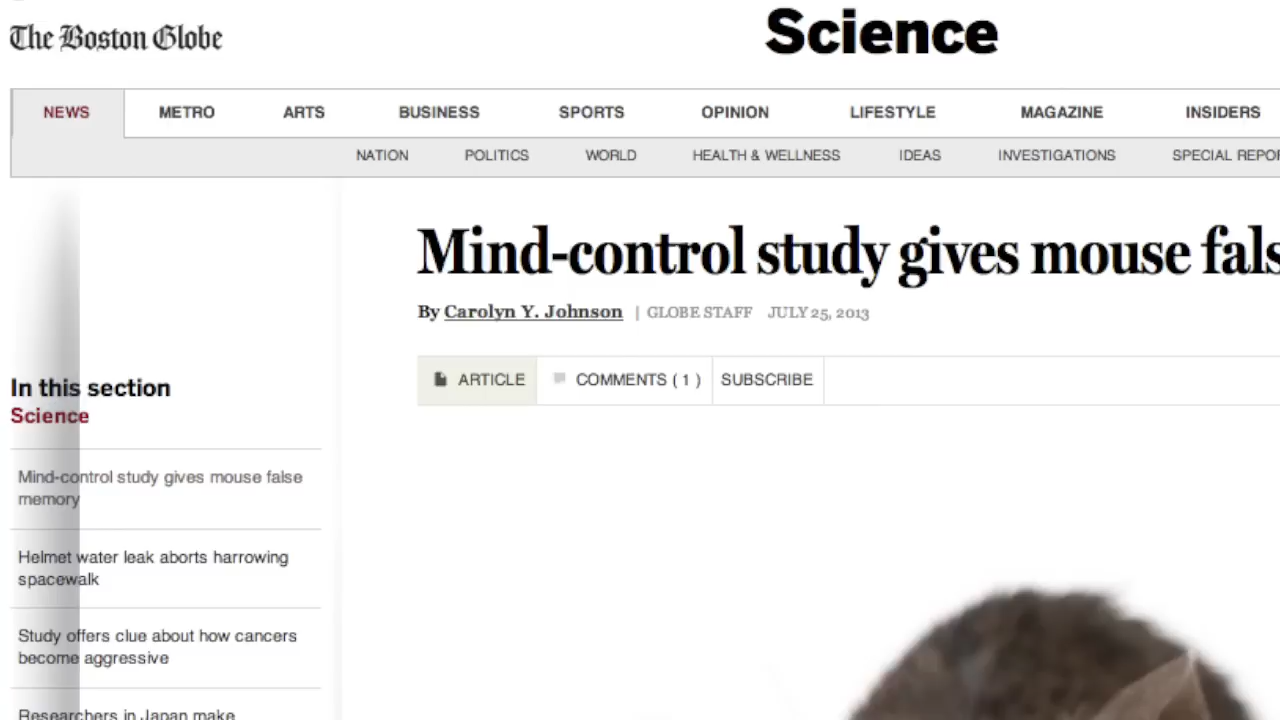 The Boston Globe
Science
NEWS METRO ARTS BUSINESS SPORTS OPINION LIFESTYLE MAGAZINE INSIDERS
NATION POLITICS WORLD HEALTH & WELLNESS IDEAS INVESTIGATIONS SPECIAL REPOR
Mind-control study gives mouse fals
By Carolyn Y. Johnson | GLOBE STAFF JULY 25, 2013
ARTICLE COMMENTS ( 1 ) SUBSCRIBE
In this section
Science
Mind-control study gives mouse false
memory
Helmet water leak aborts harrowing
spacewalk
Study offers clue about how cancers
become aggressive
Researchers in Japan make